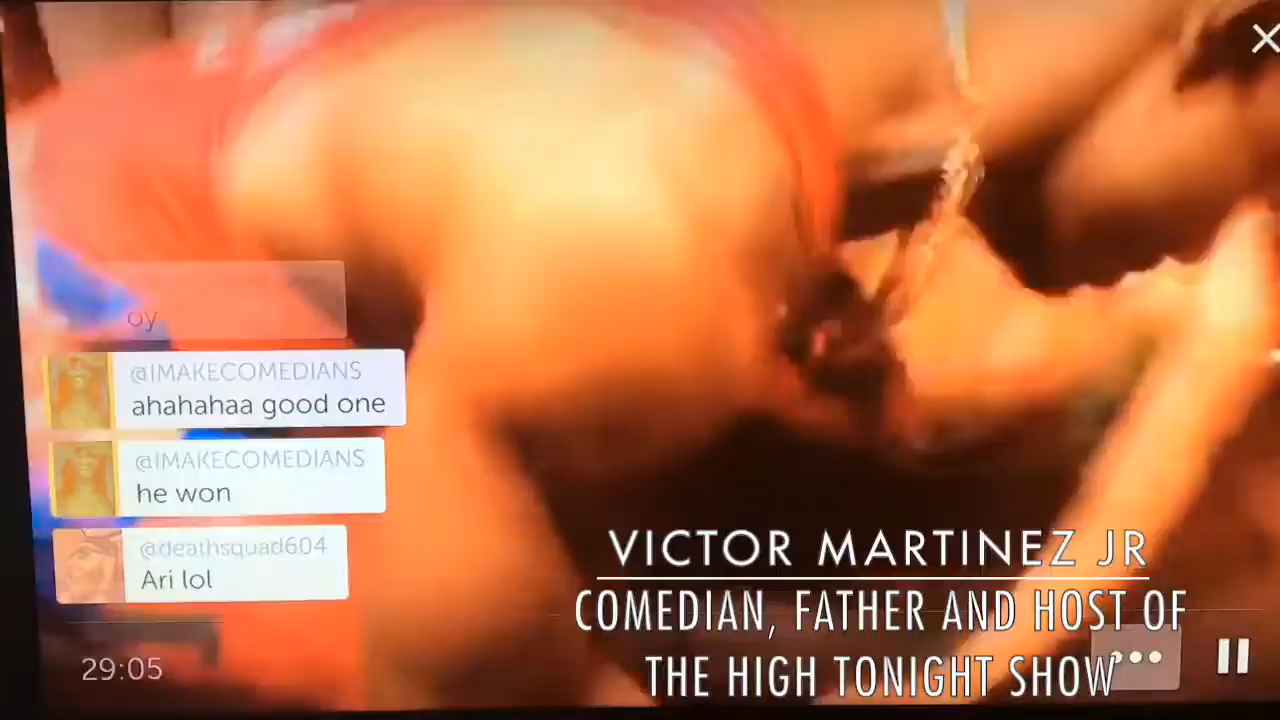 oy
@IMAKECOMEDIANS
ahahahaa good one
@IMAKECOMEDIANS
he won
@deathsquad604
Ari lol
VICTOR MARTINEZ JR
COMEDIAN, FATHER AND HOST OF
THE HIGH TONIGHT SHOW
29:05